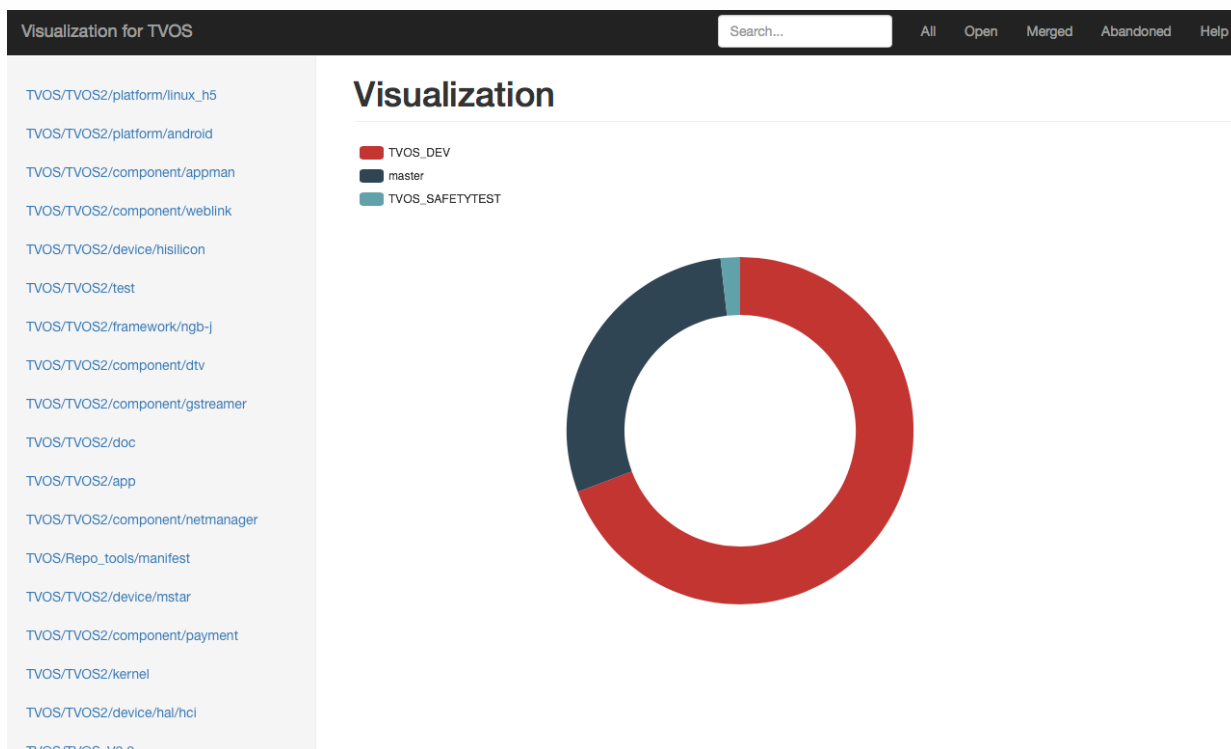 Visualization for TVOS
Search... All Open Merged Abandoned Help
TVOS/TVOS2/platform/linux_h5
TVOS/TVOS2/platform/android
TVOS/TVOS2/component/appman
TVOS/TVOS2/component/weblink
TVOS/TVOS2/device/hisilicon
TVOS/TVOS2/test
TVOS/TVOS2/framework/ngb-j
TVOS/TVOS2/component/dtv
TVOS/TVOS2/component/gstreamer
TVOS/TVOS2/doc
TVOS/TVOS2/app
TVOS/TVOS2/component/netmanager
TVOS/Repo_tools/manifest
TVOS/TVOS2/device/mstar
TVOS/TVOS2/component/payment
TVOS/TVOS2/kernel
TVOS/TVOS2/device/hal/hci
Visualization
TVOS_DEV
master
TVOS_SAFETYTEST